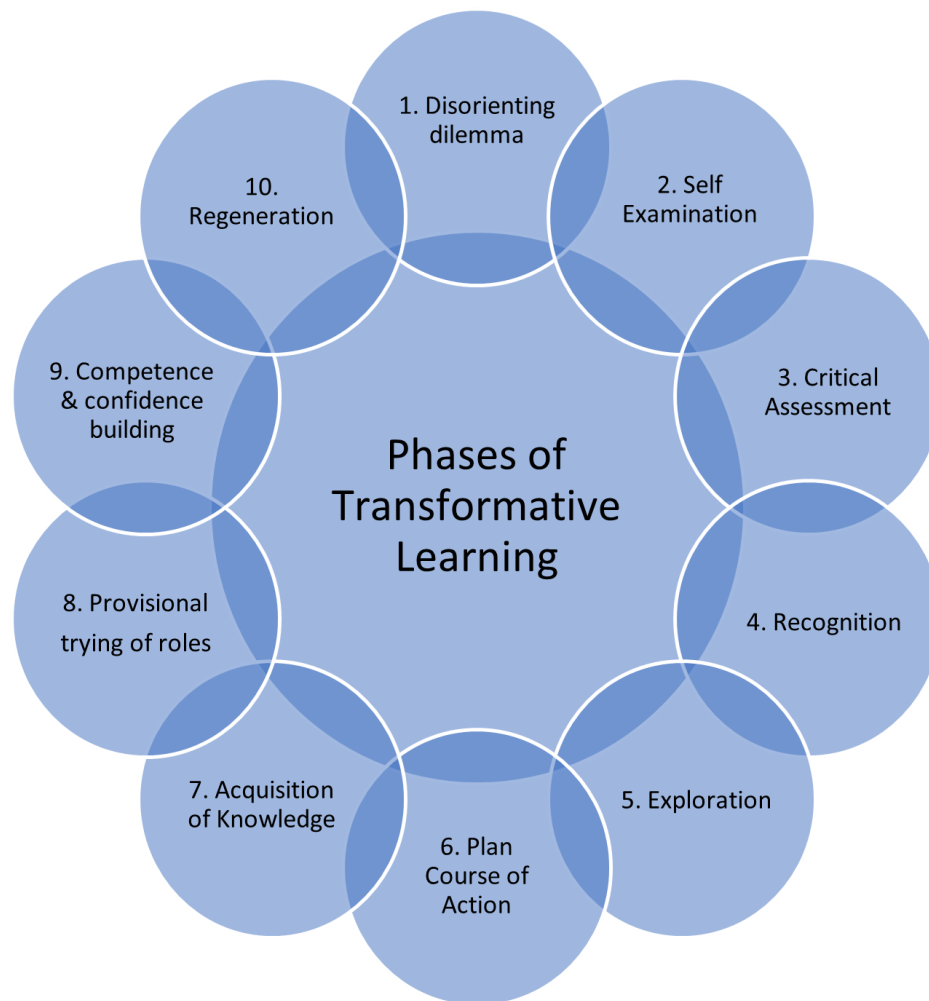 1. Disorienting
dilemma
2. Self
Examination
3. Critical
Assessment
4. Recognition
5. Exploration
6. Plan
Course of
Action
7. Acquisition
of Knowledge
8. Provisional
trying of roles
9. Competence
& confidence
building
10.
Regeneration
Phases of
Transformative
Learning